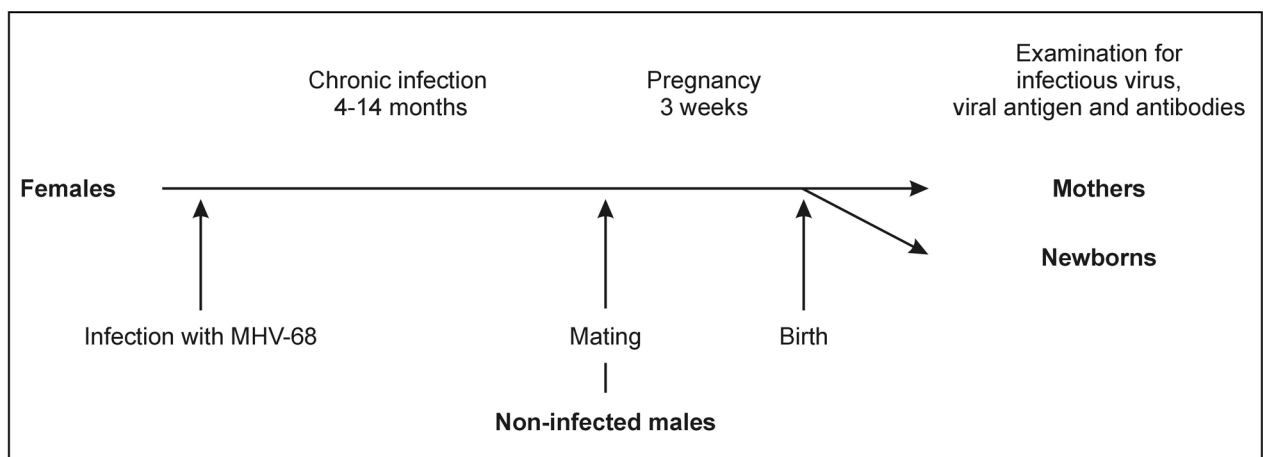 Chronic infection
4-14 months
Pregnancy
3 weeks
Examination for
infectious virus,
viral antigen and antibodies
Females
Mothers
Newborns
Infection with MHV-68
Mating
Birth
Non-infected males